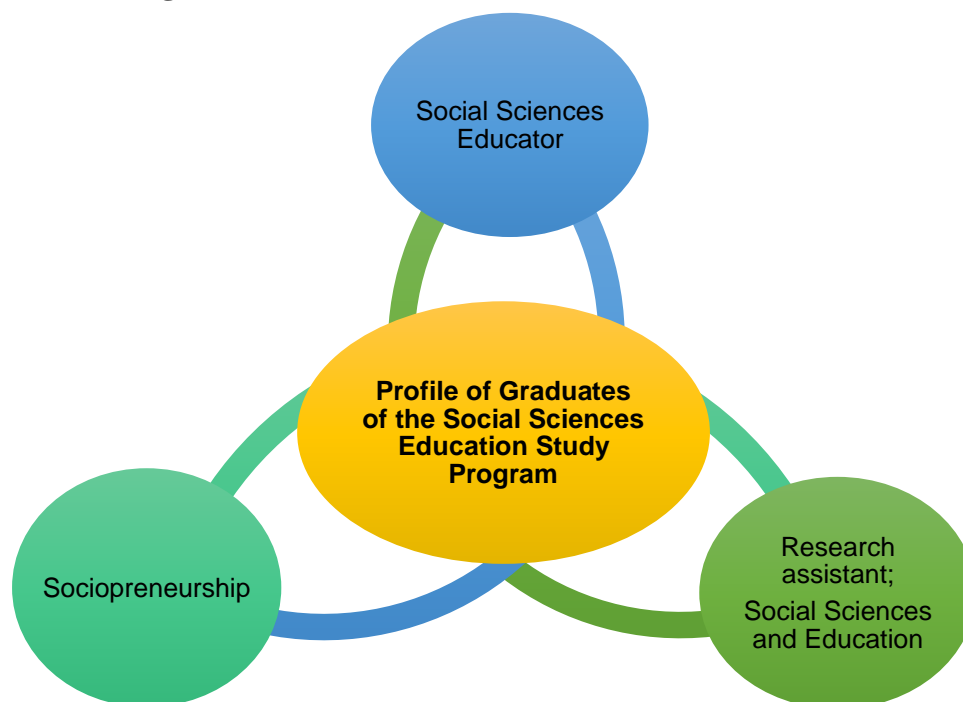 Social Sciences
Educator
Profile of Graduates
of the Social Sciences
Education Study
Program
Sociopreneurship
Research
assistant;
Social Sciences
and Education